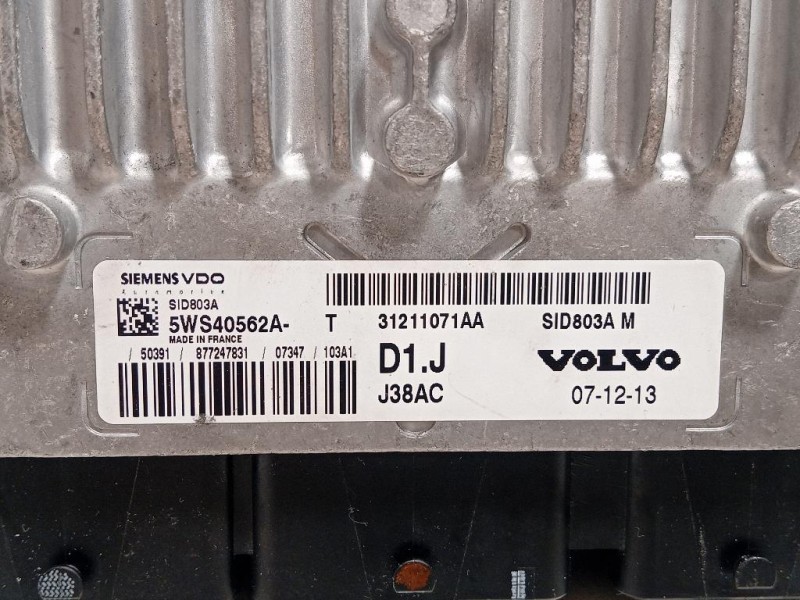 SIEMENS VDO
Automotive
SID803A
5WS40562A- T
MADE IN FRANCE
/ 50391 / 877247831 / 07347 / 103A1
31211071AA SID803A M
D1.J VOLVO
J38AC 07-12-13